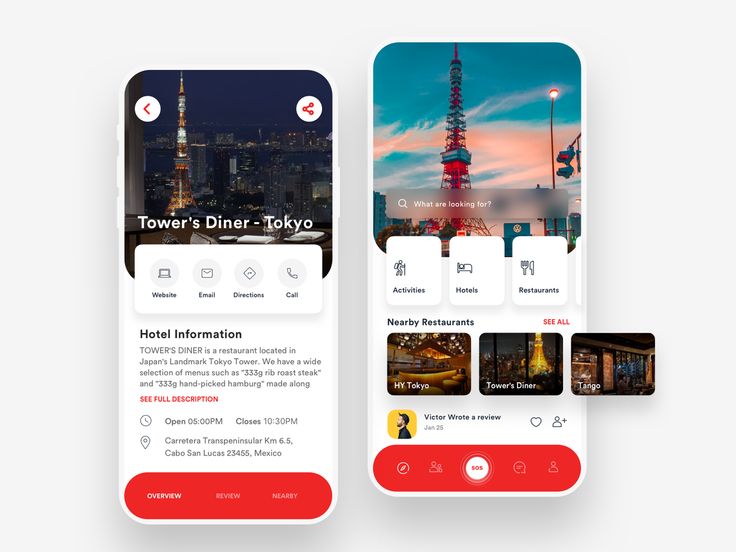 Tower's Diner - Tokyo
Website
Email
Directions
Call
Hotel Information
TOWER'S DINER is a restaurant located in
Japan's Landmark Tokyo Tower. We have a wide
selection of menus such as "333g rib roast steak"
and "333g hand-picked hamburg" made along
SEE FULL DESCRIPTION
Open 05:00PM Closes 10:30PM
Carretera Transpeninsular Km 6.5,
Cabo San Lucas 23455, Mexico
OVERVIEW
REVIEW
NEARBY
What are looking for?
Activities
Hotels
Restaurants
Nearby Restaurants
SEE ALL
HY Tokyo
Tower's Diner
Tango
Victor Wrote a review
Jan 25
SOS